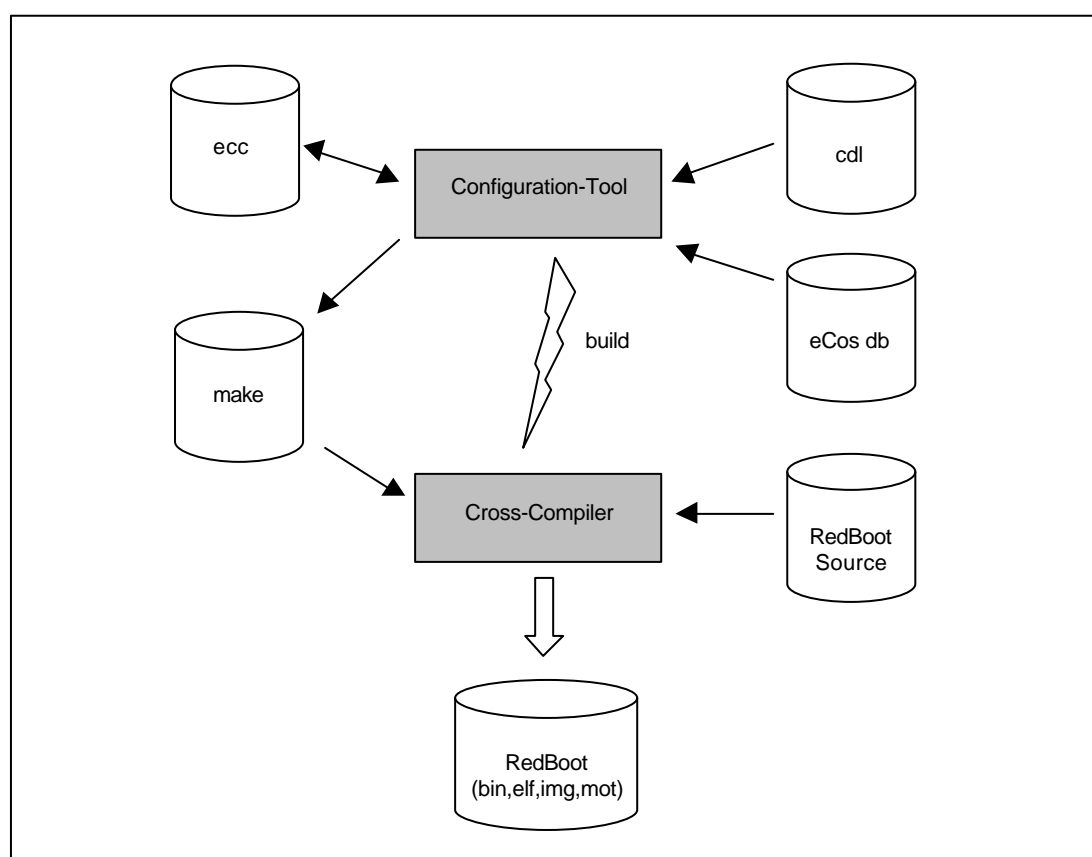 ecc
Configuration-Tool
cdl
eCos db
make
build
Cross-Compiler
RedBoot
Source
RedBoot
(bin,elf,img,mot)